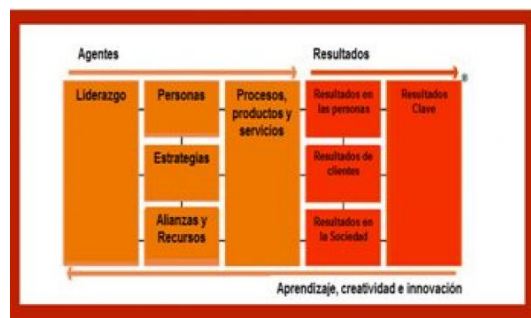 Agentes
Resultados
Liderazgo
Personas
Estrategias
Alianzas y
Recursos
Procesos,
productos y
servicios
Resultados en
las personas
Resultados de
clientes
Resultados en
la Sociedad
Resultados
Clave
®
Aprendizaje, creatividad e innovación